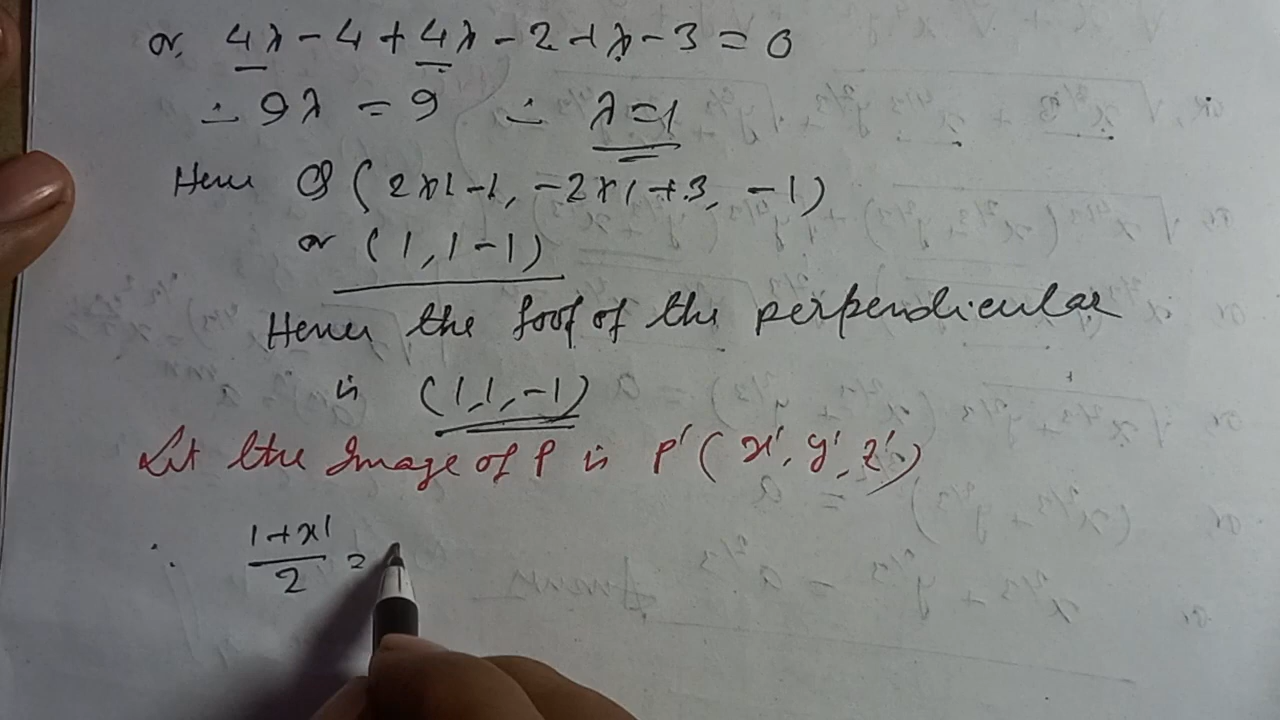 or, 4λ - 4 + 4λ - 2 + λ - 3 = 0
∴ 9λ = 9 ∴ λ = 1
Here Q (2×1-1, -2×1+3, -1)
or (1, 1 -1)
Hence the foot of the perpendicular
is (1, 1, -1)
Let the Image of P is P' (x', y', z')
∴ (1+x')/2 =